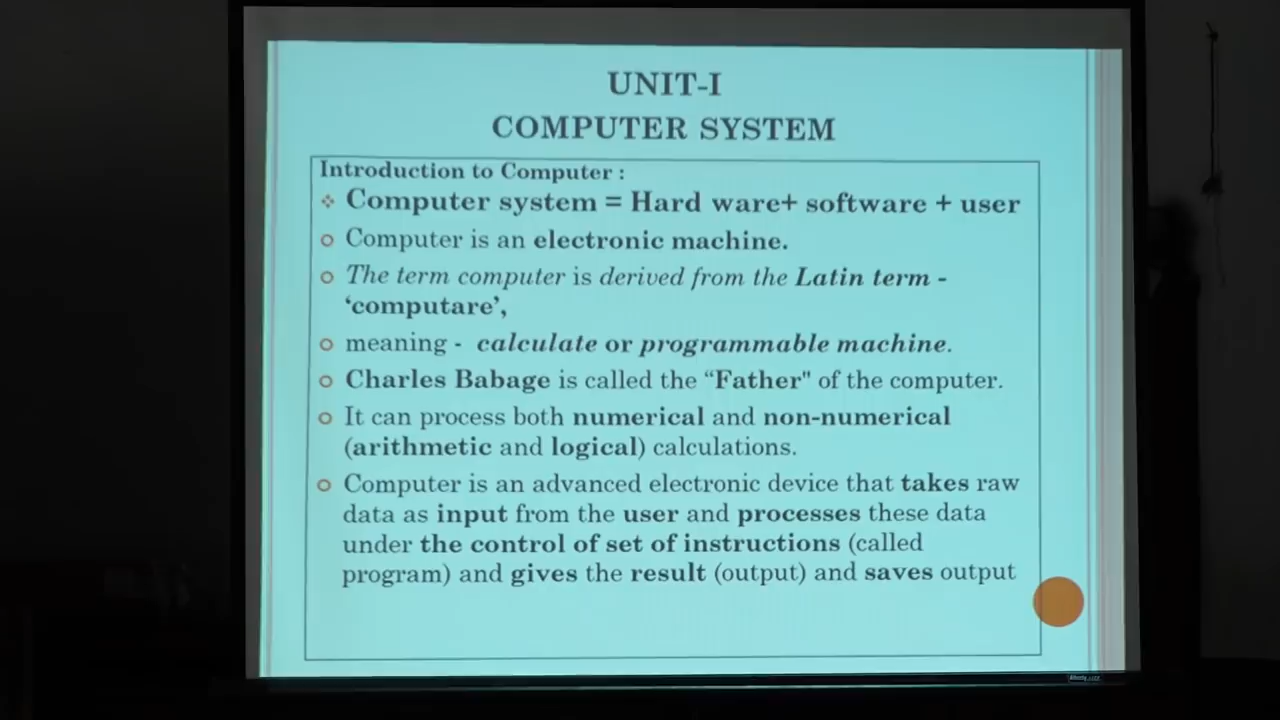 UNIT-I
COMPUTER SYSTEM
Introduction to Computer :
Computer system = Hard ware+ software + user
Computer is an electronic machine.
The term computer is derived from the Latin term -
‘computare’,
meaning - calculate or programmable machine.
Charles Babage is called the “Father" of the computer.
It can process both numerical and non-numerical
(arithmetic and logical) calculations.
Computer is an advanced electronic device that takes raw
data as input from the user and processes these data
under the control of set of instructions (called
program) and gives the result (output) and saves output